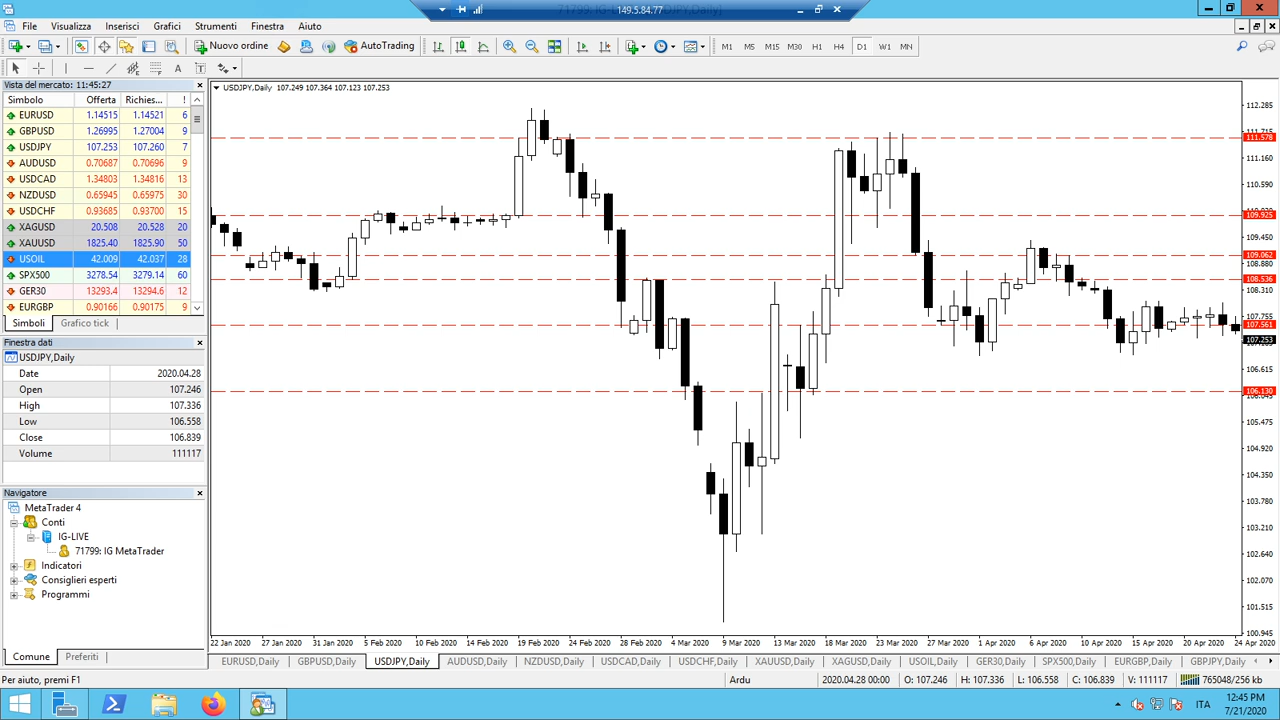 149.5.84.77
File Visualizza Inserisci Grafici Strumenti Finestra Aiuto
Nuovo ordine AutoTrading M1 M5 M15 M30 H1 H4 D1 W1 MN
Vista del mercato: 11:45:27
Simbolo Offerta Richies... !
EURUSD 1.14515 1.14521 6
GBPUSD 1.26995 1.27004 9
USDJPY 107.253 107.260 7
AUDUSD 0.70687 0.70696 9
USDCAD 1.34803 1.34816 13
NZDUSD 0.65945 0.65975 30
USDCHF 0.93685 0.93700 15
XAGUSD 20.508 20.528 20
XAUUSD 1825.40 1825.90 50
USOIL 42.009 42.037 28
SPX500 3278.54 3279.14 60
GER30 13293.4 13294.6 12
EURGBP 0.90166 0.90175 9
Simboli Grafico tick
Finestra dati
USDJPY,Daily
Date 2020.04.28
Open 107.246
High 107.336
Low 106.558
Close 106.839
Volume 111117
Navigatore
MetaTrader 4
Conti
IG-LIVE
71799: IG MetaTrader
Indicatori
Consiglieri esperti
Programmi
Comune Preferiti
USDJPY,Daily 107.249 107.364 107.123 107.253
112.285
111.715
111.578
111.160
110.590
109.925
109.450
109.062
108.880
108.536
108.310
107.755
107.561
107.253
106.615
106.130
105.475
104.920
104.350
103.780
103.210
102.640
102.070
101.515
100.945
22 Jan 2020 27 Jan 2020 31 Jan 2020 5 Feb 2020 10 Feb 2020 14 Feb 2020 19 Feb 2020 24 Feb 2020 28 Feb 2020 4 Mar 2020 9 Mar 2020 13 Mar 2020 18 Mar 2020 23 Mar 2020 27 Mar 2020 1 Apr 2020 6 Apr 2020 10 Apr 2020 15 Apr 2020 20 Apr 2020 24 Apr 2020
EURUSD,Daily GBPUSD,Daily USDJPY,Daily AUDUSD,Daily NZDUSD,Daily USDCAD,Daily USDCHF,Daily XAUUSD,Daily XAGUSD,Daily USOIL,Daily GER30,Daily SPX500,Daily EURGBP,Daily GBPJPY,Daily
Per aiuto, premi F1 Ardu 2020.04.28 00:00 O: 107.246 H: 107.336 L: 106.558 C: 106.839 V: 111117 765048/256 kb
ITA 12:45 PM
7/21/2020